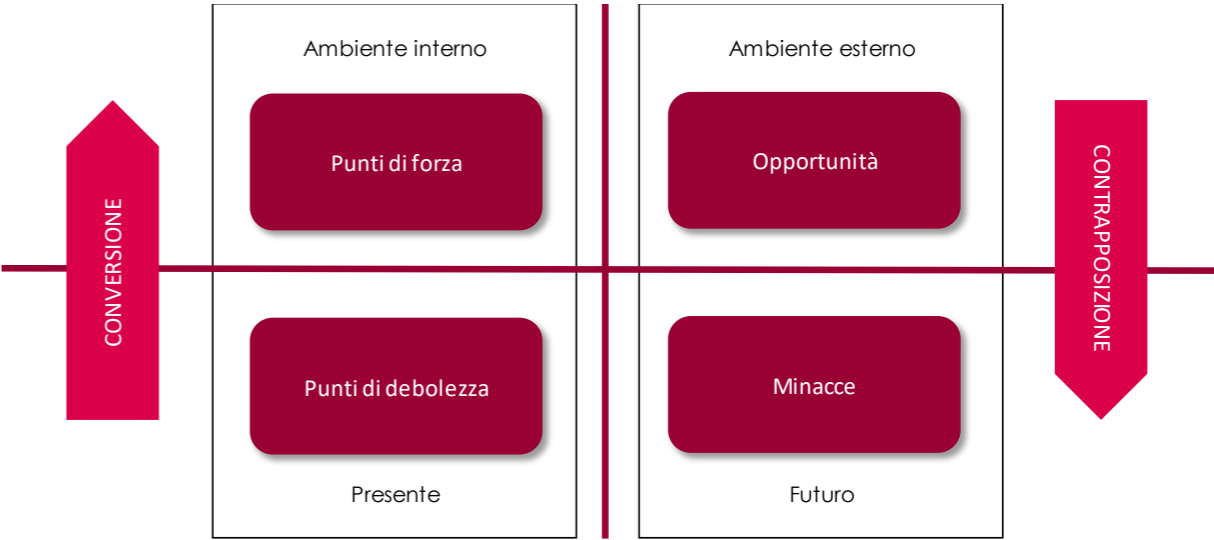 Ambiente interno
Ambiente esterno
Punti di forza
Opportunità
CONVERSIONE
CONTRAPPOSIZIONE
Punti di debolezza
Minacce
Presente
Futuro